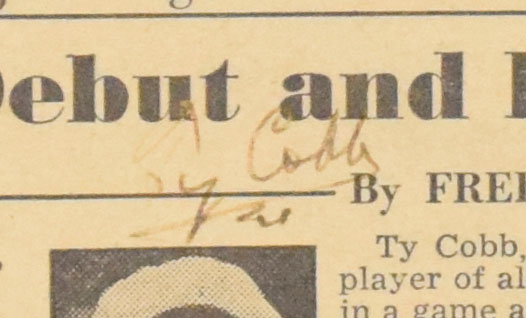 Debut and
Ty Cobb
By FRE
Ty Cobb,
player of al
in a game a